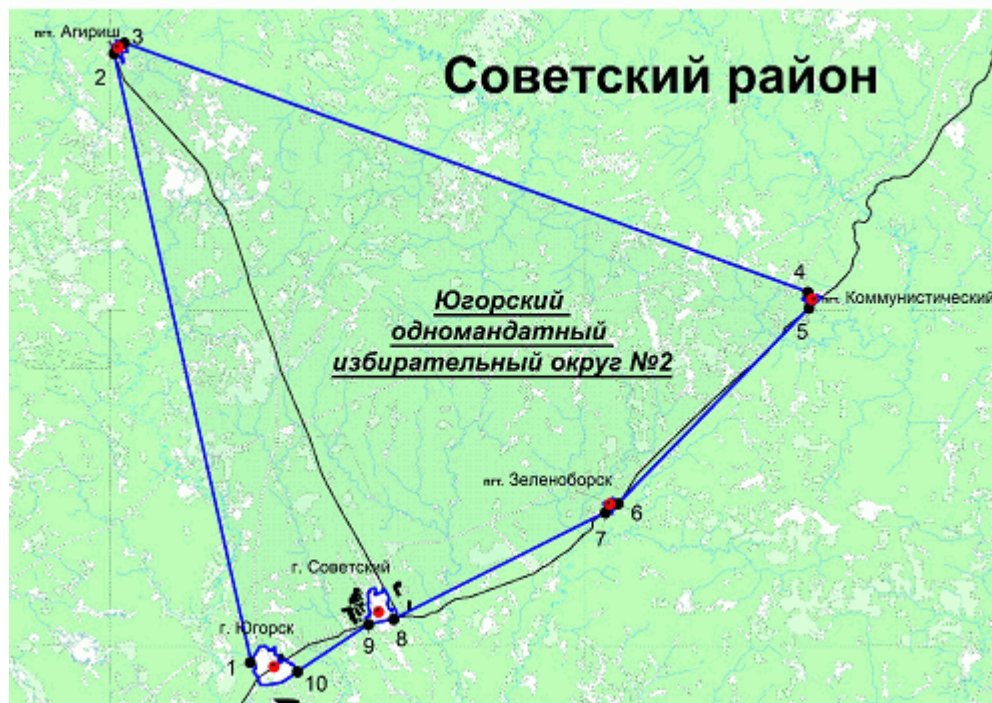 пгт. Агириш 3
2
Советский район
4
пгт. Коммунистический
5
Югорский
одномандатный
избирательный округ №2
пгт. Зеленоборск
6
7
г. Советский
9 8
г. Югорск
1
10